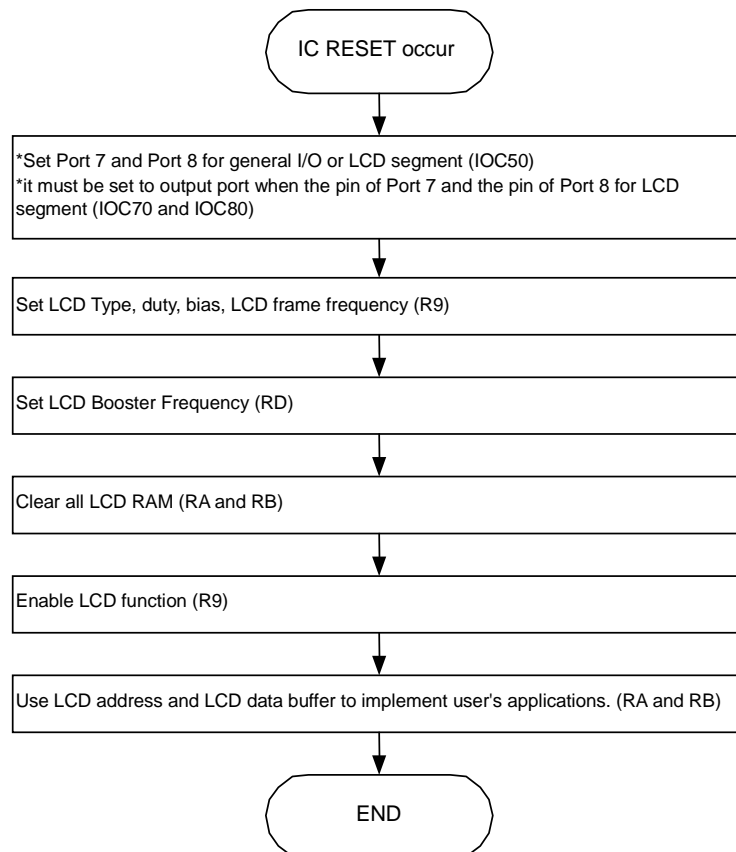 IC RESET occur
*Set Port 7 and Port 8 for general I/O or LCD segment (IOC50)
*it must be set to output port when the pin of Port 7 and the pin of Port 8 for LCD
segment (IOC70 and IOC80)
Set LCD Type, duty, bias, LCD frame frequency (R9)
Set LCD Booster Frequency (RD)
Clear all LCD RAM (RA and RB)
Enable LCD function (R9)
Use LCD address and LCD data buffer to implement user's applications. (RA and RB)
END